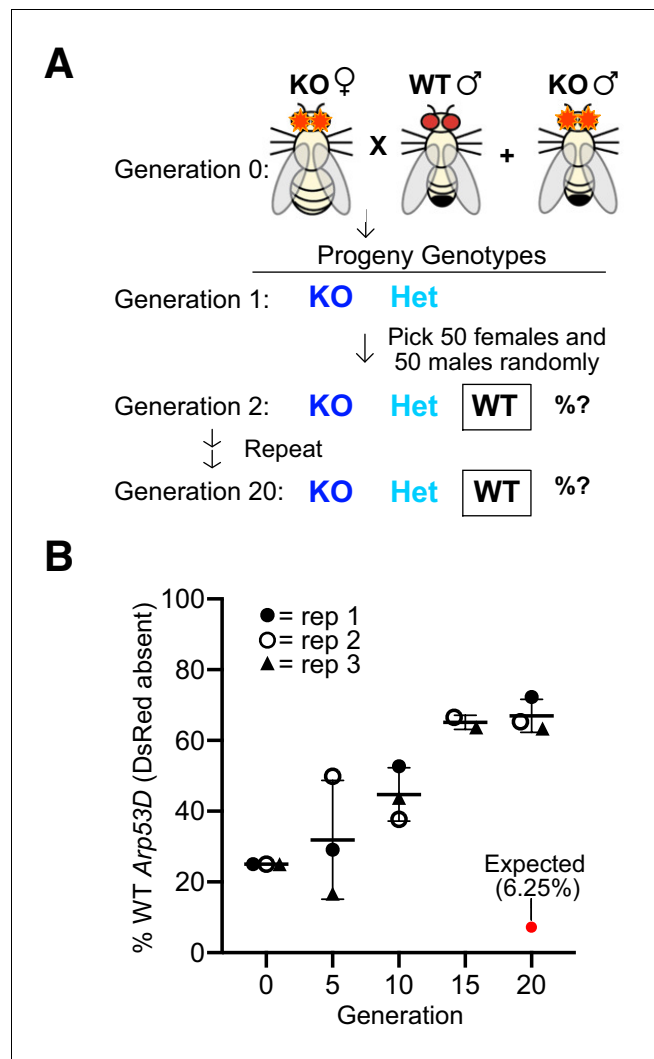 A
KO♀ WT♂ KO♂
Generation 0: X +
Progeny Genotypes
Generation 1: KO Het
Pick 50 females and
50 males randomly
Generation 2: KO Het WT %?
Repeat
Generation 20: KO Het WT %?
B
% WT Arp53D (DsRed absent)
100
80
60
40
20
0
● = rep 1
○ = rep 2
▲ = rep 3
Expected
(6.25%)
0 5 10 15 20
Generation